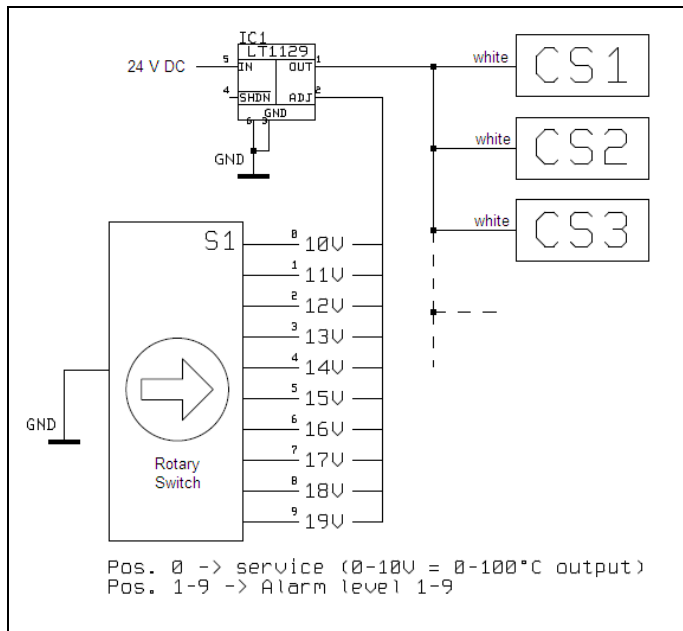 IC1
LT1129
24 V DC
5
IN
OUT
1
4
SHDN
ADJ
2
GND
6
3
GND
white
CS1
white
CS2
white
CS3
S1
0
10V
1
11V
2
12V
3
13V
4
14V
5
15V
6
16V
7
17V
8
18V
9
19V
GND
Rotary
Switch
Pos. 0 -> service (0-10V = 0-100°C output)
Pos. 1-9 -> Alarm level 1-9